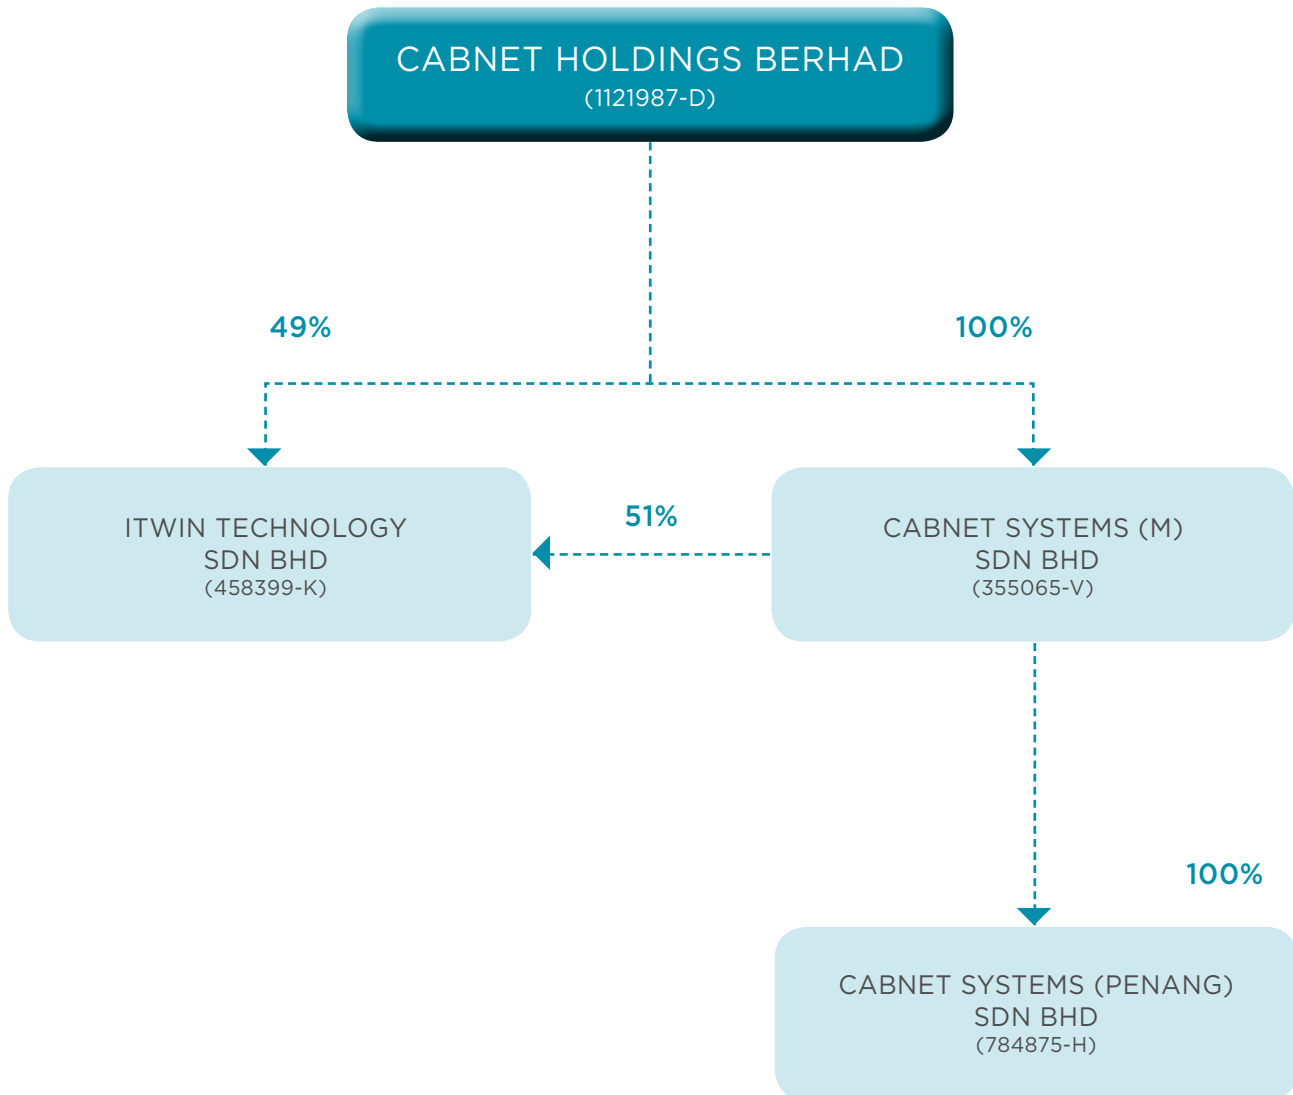 CABNET HOLDINGS BERHAD
(1121987-D)
49%
100%
ITWIN TECHNOLOGY
SDN BHD
(458399-K)
51%
CABNET SYSTEMS (M)
SDN BHD
(355065-V)
100%
CABNET SYSTEMS (PENANG)
SDN BHD
(784875-H)